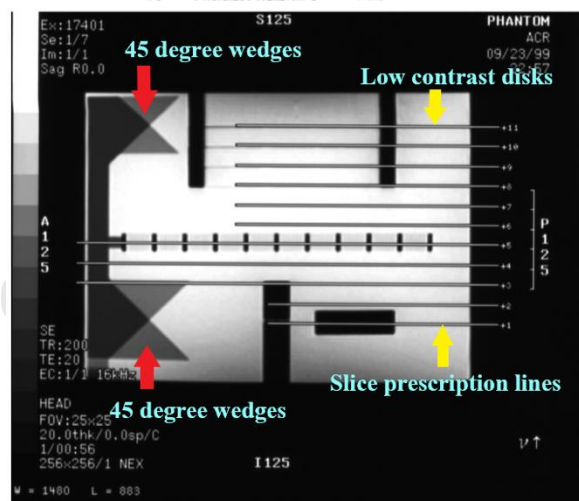 S125
Ex:17401
Se:1/7
Im:1/1
Sag R0.0
PHANTOM
ACR
09/23/99
45 degree wedges
Low contrast disks
+11
+10
+9
+8
+7
+6
+5
+4
+3
+2
+1
A
1
2
5
P
1
2
5
SE
TR:200
TE:20
EC:1/1 16kHz
Slice prescription lines
HEAD
FOV:25x25
20.0thk/0.0sp/C
1/00:56
256x256/1 NEX
45 degree wedges
I125
W = 1480 L = 883